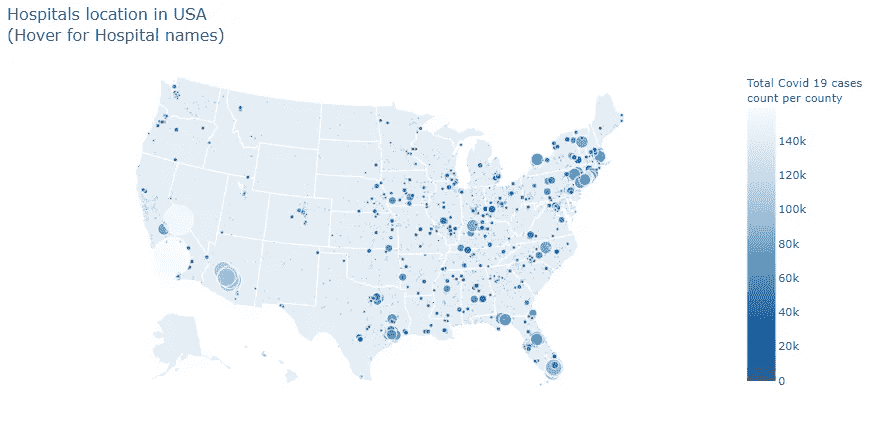 Hospitals location in USA
(Hover for Hospital names)
Total Covid 19 cases
count per county
140k
120k
100k
80k
60k
40k
20k
0